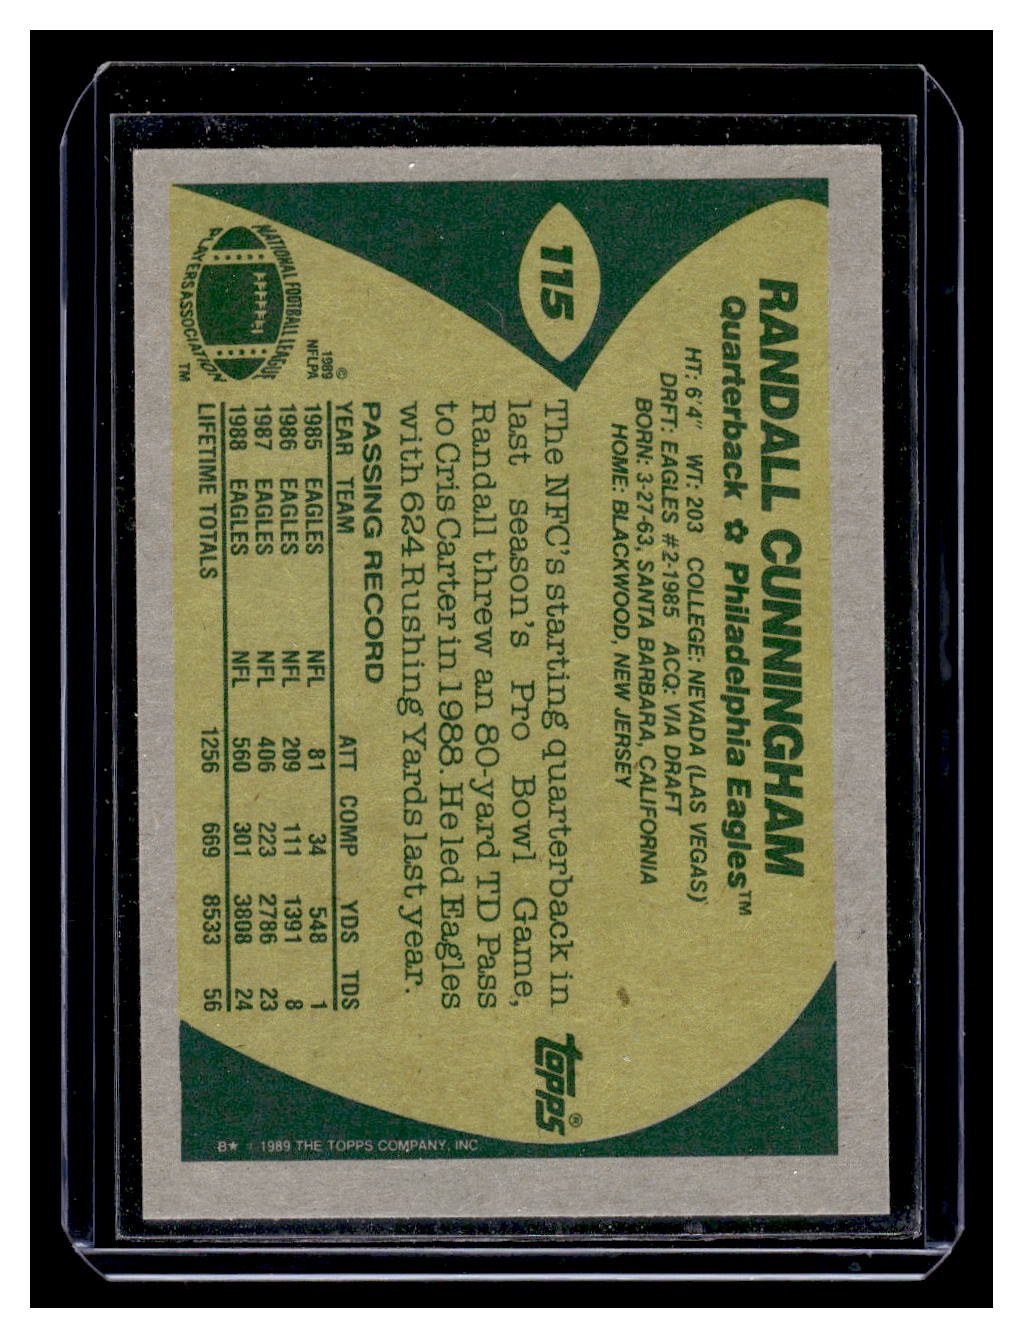 115
RANDALL CUNNINGHAM
Quarterback ✿ Philadelphia Eagles™
HT: 6'4" WT: 203 COLLEGE: NEVADA (LAS VEGAS)
DRFT: EAGLES #2-1985 ACQ: VIA DRAFT
BORN: 3-27-63, SANTA BARBARA, CALIFORNIA
HOME: BLACKWOOD, NEW JERSEY
The NFC's starting quarterback in
last season's Pro Bowl Game,
Randall threw an 80-yard TD Pass
to Cris Carter in 1988. He led Eagles
with 624 Rushing Yards last year.
topps®
PASSING RECORD
YEAR TEAM ATT COMP YDS TDS
1985 EAGLES NFL 81 34 548 1
1986 EAGLES NFL 209 111 1391 8
1987 EAGLES NFL 406 223 2786 23
1988 EAGLES NFL 560 301 3808 24
LIFETIME TOTALS 1256 669 8533 56
NATIONAL FOOTBALL LEAGUE
PLAYERS ASSOCIATION
™
©
1989
NFLPA
B★ © 1989 THE TOPPS COMPANY, INC.